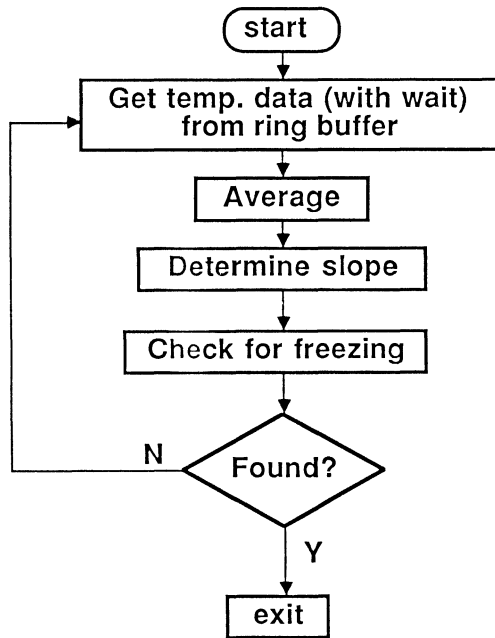 start
Get temp. data (with wait)
from ring buffer
Average
Determine slope
Check for freezing
Found?
N
Y
exit